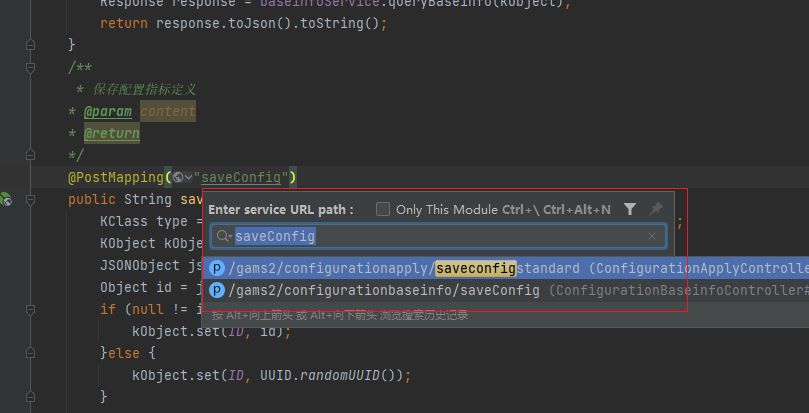 Response response = baseinfoService.queryBaseinfo(kObject);
return response.toJson().toString();
}
/**
* 保存配置指标定义
* @param content
* @return
*/
@PostMapping("saveConfig")
public String sav
Enter service URL path : Only This Module Ctrl+\ Ctrl+Alt+N
KClass type = ;
saveConfig
KObject kObj
JSONObject js
/gams2/configurationapply/saveconfigstandard (ConfigurationApplyController
Object id = j
/gams2/configurationbaseinfo/saveConfig (ConfigurationBaseinfoController#
if (null != i
按 Alt+向上箭头 或 Alt+向下箭头 浏览检索历史记录
kObject.set(ID, id);
}else {
kObject.set(ID, UUID.randomUUID());
}